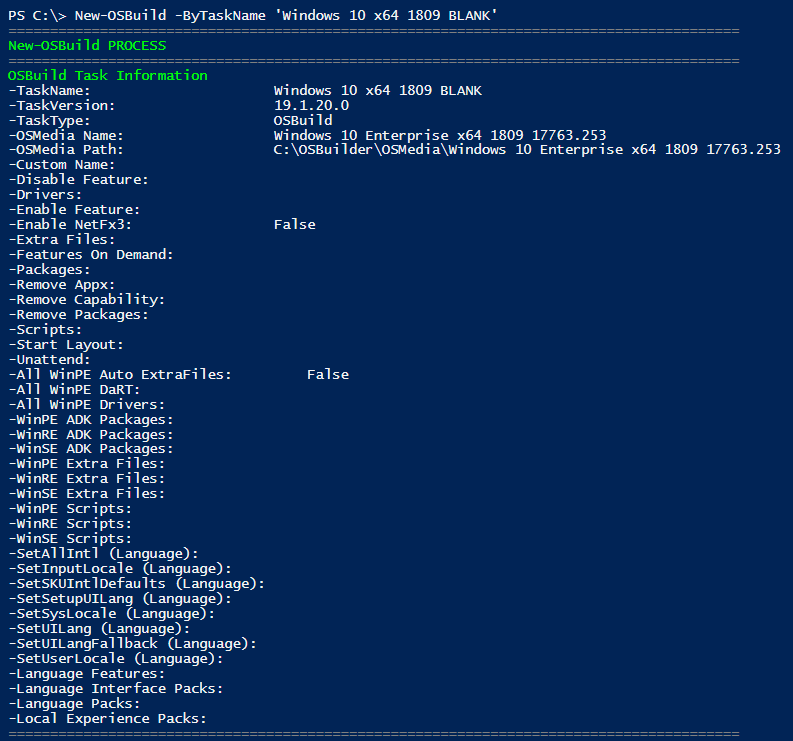 PS C:\> New-OSBuild -ByTaskName 'Windows 10 x64 1809 BLANK'
========================================================================================
New-OSBuild PROCESS
========================================================================================
OSBuild Task Information
-TaskName:                      Windows 10 x64 1809 BLANK
-TaskVersion:                   19.1.20.0
-TaskType:                      OSBuild
-OSMedia Name:                  Windows 10 Enterprise x64 1809 17763.253
-OSMedia Path:                  C:\OSBuilder\OSMedia\Windows 10 Enterprise x64 1809 17763.253
-Custom Name:
-Disable Feature:
-Drivers:
-Enable Feature:
-Enable NetFx3:                 False
-Extra Files:
-Features On Demand:
-Packages:
-Remove Appx:
-Remove Capability:
-Remove Packages:
-Scripts:
-Start Layout:
-Unattend:
-All WinPE Auto ExtraFiles:         False
-All WinPE DaRT:
-All WinPE Drivers:
-WinPE ADK Packages:
-WinRE ADK Packages:
-WinSE ADK Packages:
-WinPE Extra Files:
-WinRE Extra Files:
-WinSE Extra Files:
-WinPE Scripts:
-WinRE Scripts:
-WinSE Scripts:
-SetAllIntl (Language):
-SetInputLocale (Language):
-SetSKUIntlDefaults (Language):
-SetSetupUILang (Language):
-SetSysLocale (Language):
-SetUILang (Language):
-SetUILangFallback (Language):
-SetUserLocale (Language):
-Language Features:
-Language Interface Packs:
-Language Packs:
-Local Experience Packs:
========================================================================================